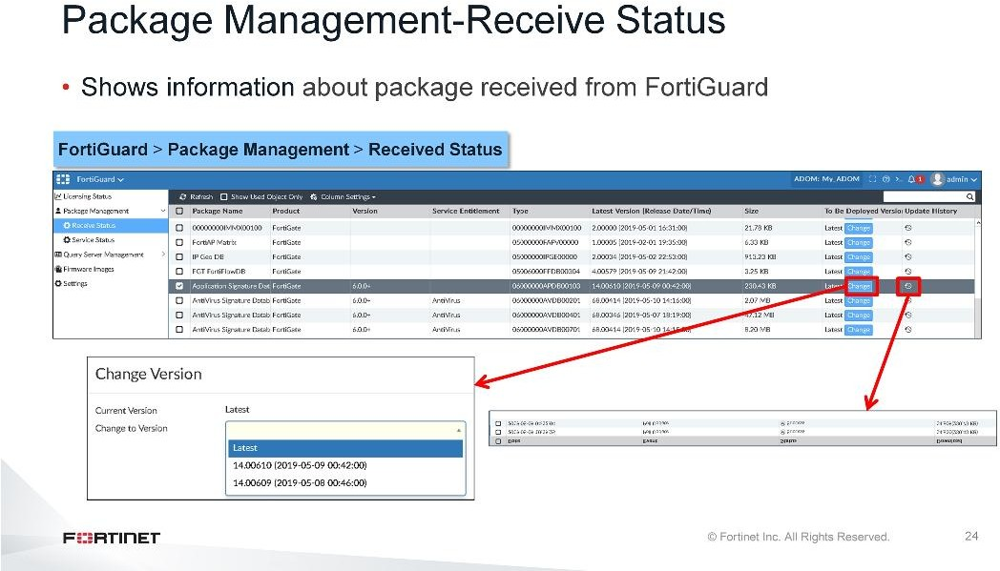 Package Management-Receive Status
• Shows information about package received from FortiGuard
FortiGuard > Package Management > Received Status
FortiGuard
ADOM: My_ADOM
1
admin
Licensing Status
Package Management
Receive Status
Service Status
Query Server Management
Firmware Images
Settings
Refresh Show Used Object Only Column Settings
Package Name Product Version Service Entitlement Type Latest Version (Release Date/Time) Size To Be Deployed Versio Update History
00000000IMMX00100 FortiGate 00000000IMMX00100 2.00000 (2019-05-01 16:31:00) 21.78 KB Latest Change
FortiAP Matrix FortiGate 05000000FAPV00000 1.00005 (2019-02-01 19:35:00) 6.33 KB Latest Change
IP Geo DB FortiGate 05000000IPGE00000 2.00034 (2019-05-02 22:53:00) 913.23 KB Latest Change
FGT FortiFlowDB FortiGate 05006000FFDB00304 4.00579 (2019-05-09 21:42:00) 3.25 KB Latest Change
Application Signature Dat FortiGate 6.0.0+ 06000000APDB00103 14.00610 (2019-05-09 00:42:00) 230.43 KB Latest Change
AntiVirus Signature Datab FortiGate 6.0.0+ AntiVirus 06000000AVDB00201 68.00414 (2019-05-10 14:16:00) 2.07 MB Latest Change
AntiVirus Signature Datab FortiGate 6.0.0+ AntiVirus 06000000AVDB00401 68.00346 (2019-05-07 18:19:00) 47.12 MB Latest Change
AntiVirus Signature Datab FortiGate 6.0.0+ AntiVirus 06000000AVDB00701 68.00414 (2019-05-10 14:15:00) 8.20 MB Latest Change
Change Version
Current Version Latest
Change to Version
Latest
14.00610 (2019-05-09 00:42:00)
14.00609 (2019-05-08 00:46:00)
Date Event Status Download
FORTINET
© Fortinet Inc. All Rights Reserved.
24